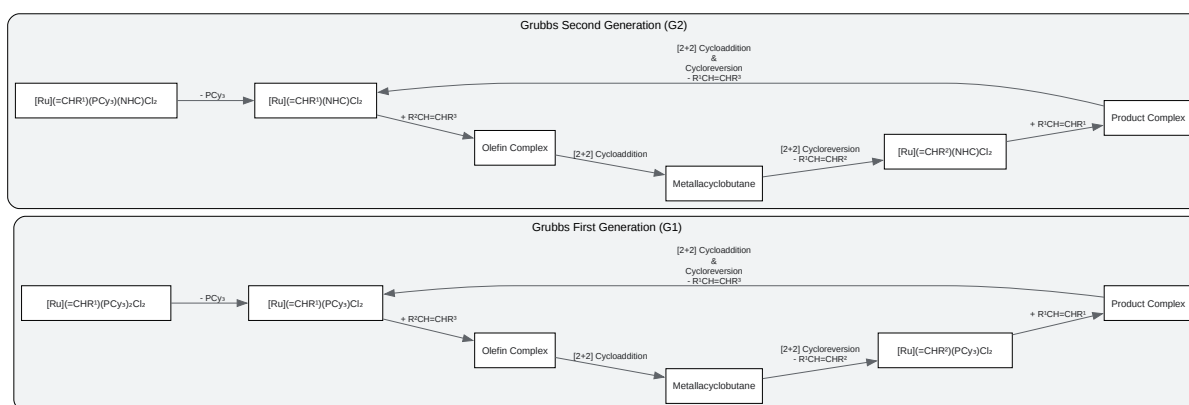 Grubbs Second Generation (G2)
[2+2] Cycloaddition
&
Cycloreversion
- R¹CH=CHR³
[Ru](=CHR¹)(PCy₃)(NHC)Cl₂
- PCy₃
[Ru](=CHR¹)(NHC)Cl₂
+ R²CH=CHR³
Olefin Complex
[2+2] Cycloaddition
Metallacyclobutane
[2+2] Cycloreversion
- R¹CH=CHR²
[Ru](=CHR²)(NHC)Cl₂
+ R¹CH=CHR¹
Product Complex
Grubbs First Generation (G1)
[2+2] Cycloaddition
&
Cycloreversion
- R¹CH=CHR³
[Ru](=CHR¹)(PCy₃)₂Cl₂
- PCy₃
[Ru](=CHR¹)(PCy₃)Cl₂
+ R²CH=CHR³
Olefin Complex
[2+2] Cycloaddition
Metallacyclobutane
[2+2] Cycloreversion
- R¹CH=CHR²
[Ru](=CHR²)(PCy₃)Cl₂
+ R¹CH=CHR¹
Product Complex